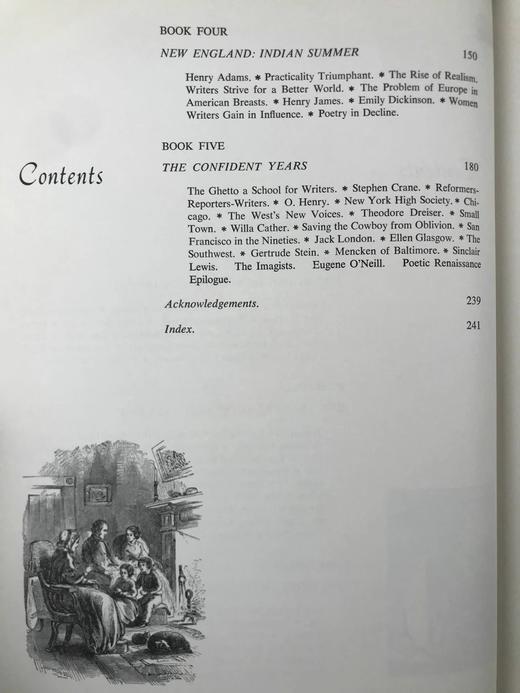 BOOK FOUR
NEW ENGLAND: INDIAN SUMMER 150
Henry Adams. * Practicality Triumphant. * The Rise of Realism.
Writers Strive for a Better World. * The Problem of Europe in
American Breasts. * Henry James. * Emily Dickinson. * Women
Writers Gain in Influence. * Poetry in Decline.
BOOK FIVE
Contents
THE CONFIDENT YEARS 180
The Ghetto a School for Writers. * Stephen Crane. * Reformers-
Reporters-Writers. * O. Henry. * New York High Society. * Chi-
cago. * The West's New Voices. * Theodore Dreiser. * Small
Town. * Willa Cather. * Saving the Cowboy from Oblivion. * San
Francisco in the Nineties. * Jack London. * Ellen Glasgow. * The
Southwest. * Gertrude Stein. * Mencken of Baltimore. * Sinclair
Lewis. The Imagists. Eugene O'Neill. Poetic Renaissance
Epilogue.
Acknowledgements. 239
Index. 241